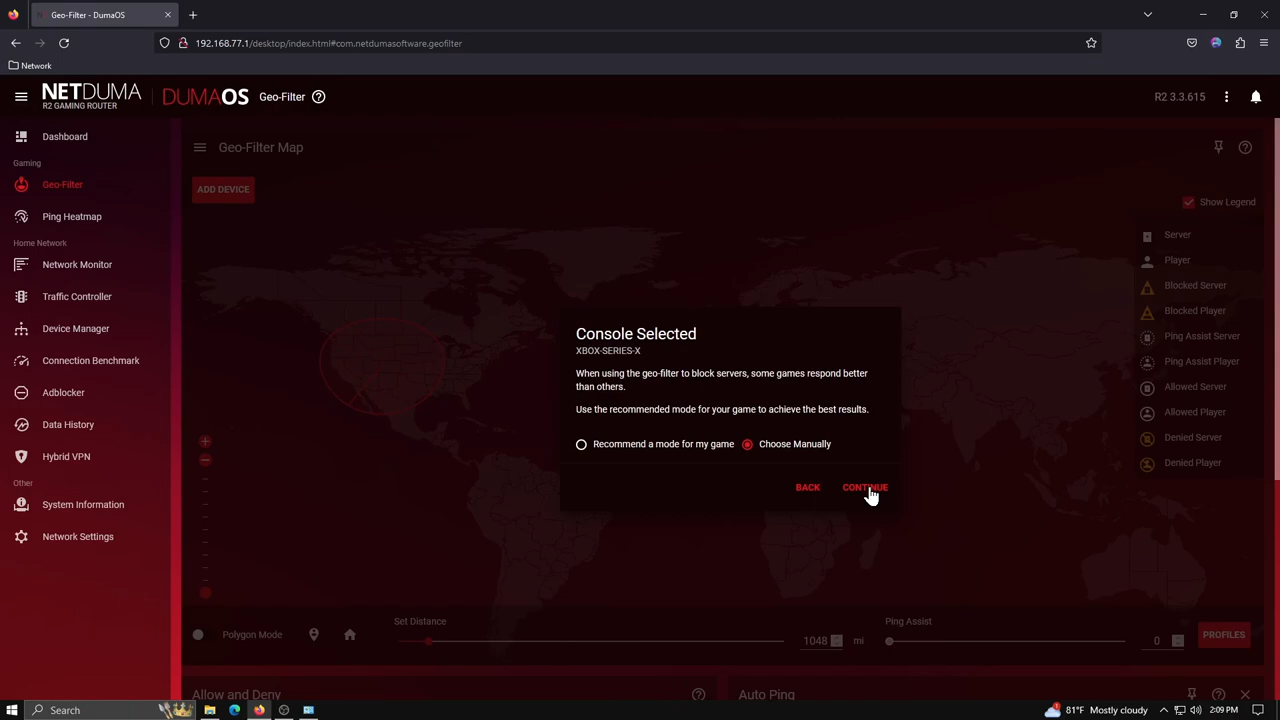 Geo-Filter - DumaOS
192.168.77.1/desktop/index.html#com.netdumasoftware.geofilter
Network
NETDUMA
R2 GAMING ROUTER
DUMAOS
Geo-Filter
R2 3.3.615
Dashboard
Gaming
Geo-Filter
Ping Heatmap
Home Network
Network Monitor
Traffic Controller
Device Manager
Connection Benchmark
Adblocker
Data History
Hybrid VPN
Other
System Information
Network Settings
Geo-Filter Map
ADD DEVICE
Show Legend
Server
Player
Blocked Server
Blocked Player
Ping Assist Server
Ping Assist Player
Allowed Server
Allowed Player
Denied Server
Denied Player
Console Selected
XBOX-SERIES-X
When using the geo-filter to block servers, some games respond better
than others.
Use the recommended mode for your game to achieve the best results.
Recommend a mode for my game Choose Manually
BACK CONTINUE
Polygon Mode
Set Distance
1048 mi
Ping Assist
0
PROFILES
Allow and Deny
Auto Ping
Search
81°F Mostly cloudy
2:09 PM